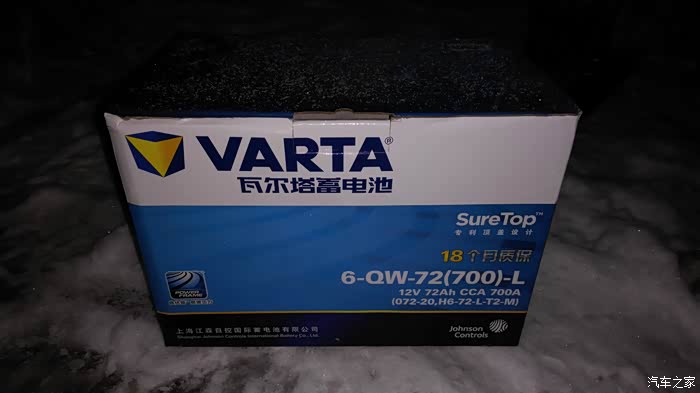 VARTA®
瓦尔塔蓄电池
SureTop™
专利顶盖设计
18个月质保
6-QW-72(700)-L
12V 72Ah CCA 700A
(072-20,H6-72-L-T2-M)
POWER
FRAME
上海江森自控国际蓄电池有限公司
Shanghai Johnson Controls International Battery Co., Ltd.
Johnson
Controls
汽车之家